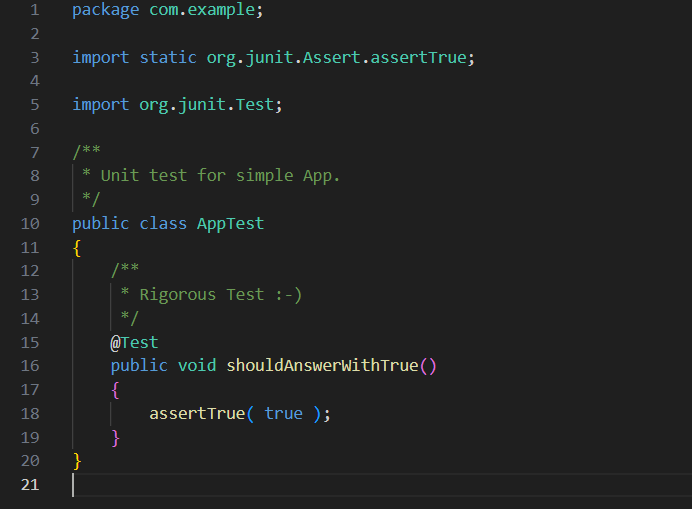 1 package com.example;
2
3 import static org.junit.Assert.assertTrue;
4
5 import org.junit.Test;
6
7 /**
8  * Unit test for simple App.
9  */
10 public class AppTest
11 {
12     /**
13      * Rigorous Test :-)
14      */
15     @Test
16     public void shouldAnswerWithTrue()
17     {
18         assertTrue( true );
19     }
20 }
21